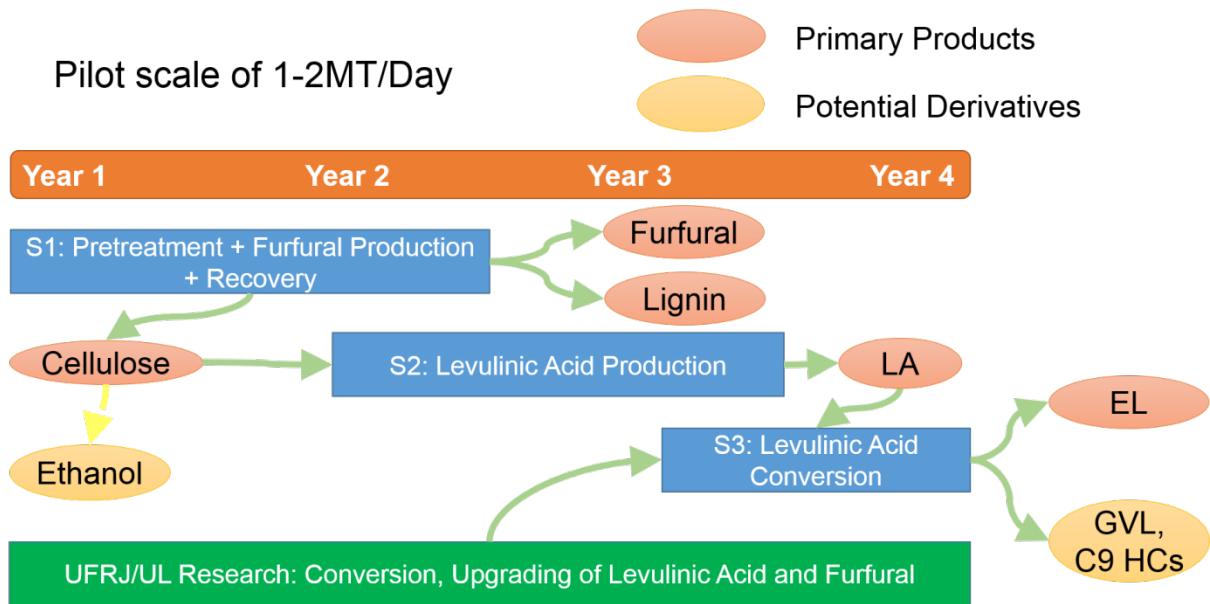 Primary Products
Pilot scale of 1-2MT/Day
Potential Derivatives
Year 1 Year 2 Year 3 Year 4
Furfural
S1: Pretreatment + Furfural Production
+ Recovery
Lignin
Cellulose
S2: Levulinic Acid Production
LA
EL
S3: Levulinic Acid
Conversion
Ethanol
GVL,
C9 HCs
UFRJ/UL Research: Conversion, Upgrading of Levulinic Acid and Furfural